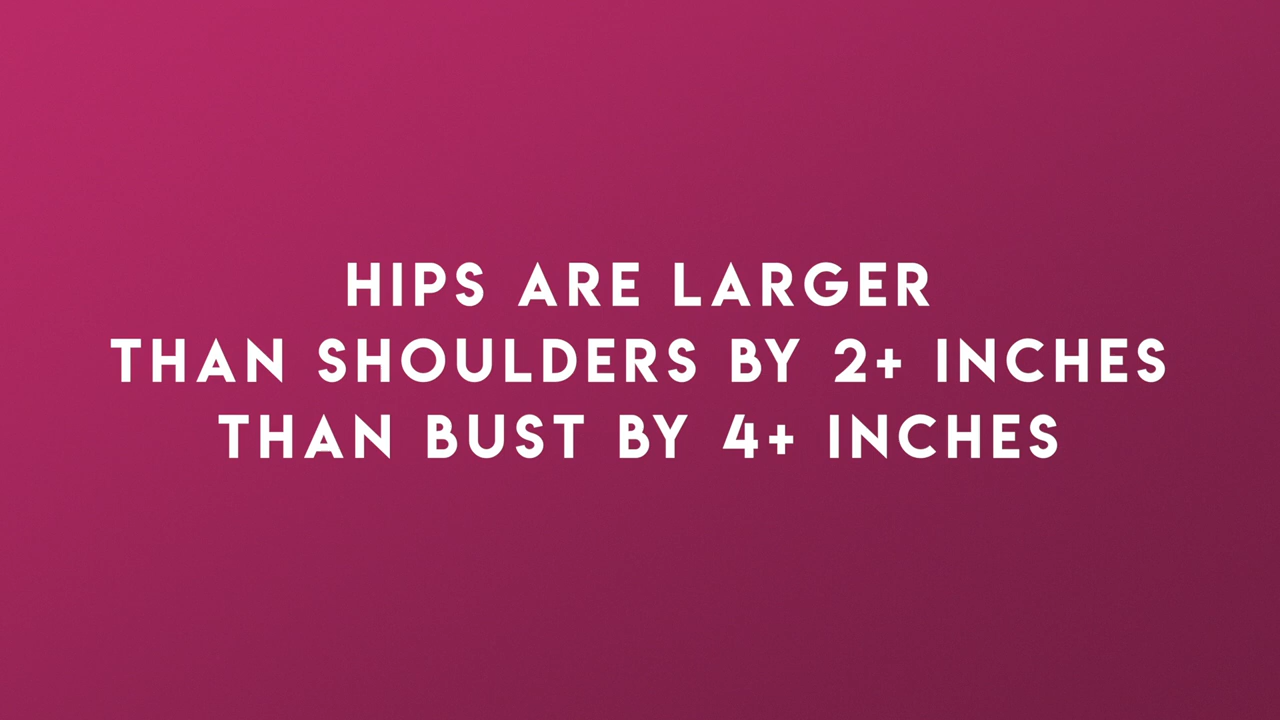 HIPS ARE LARGER
THAN SHOULDERS BY 2+ INCHES
THAN BUST BY 4+ INCHES